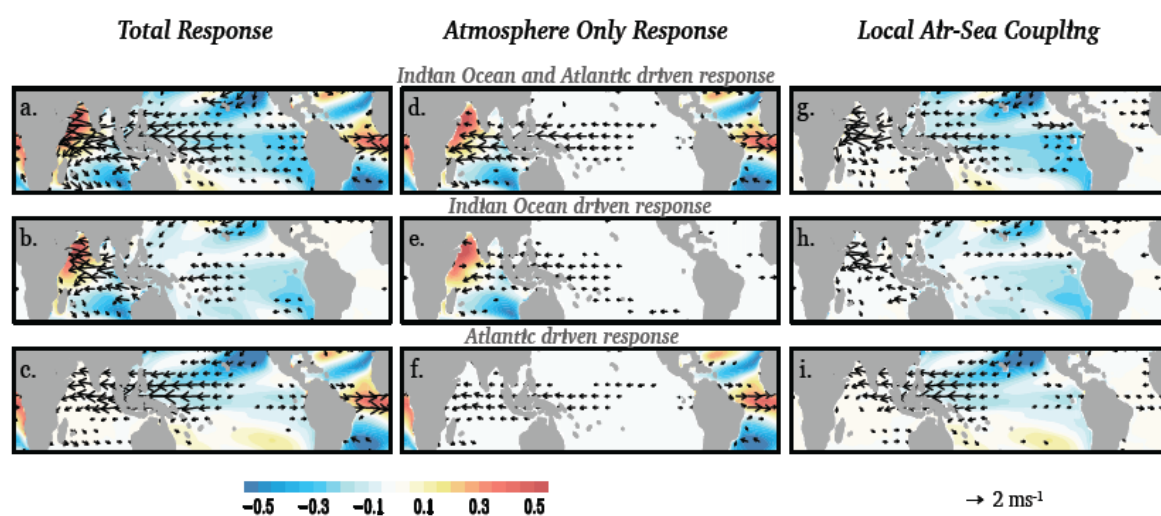 Total Response Atmosphere Only Response Local Air-Sea Coupling
Indian Ocean and Atlantic driven response
a. d. g.
Indian Ocean driven response
b. e. h.
Atlantic driven response
c. f. i.
-0.5 -0.3 -0.1 0.1 0.3 0.5
→ 2 ms⁻¹